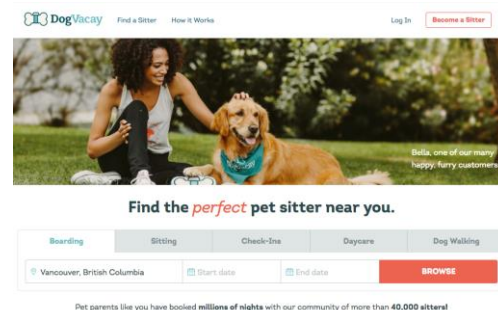 DogVacay Find a Sitter How it Works Log In Become a Sitter
DogVacay
Bella, one of our many
happy, furry customers
Find the perfect pet sitter near you.
Boarding Sitting Check-Ins Daycare Dog Walking
Vancouver, British Columbia Start date End date BROWSE
Pet parents like you have booked millions of nights with our community of more than 40,000 sitters!